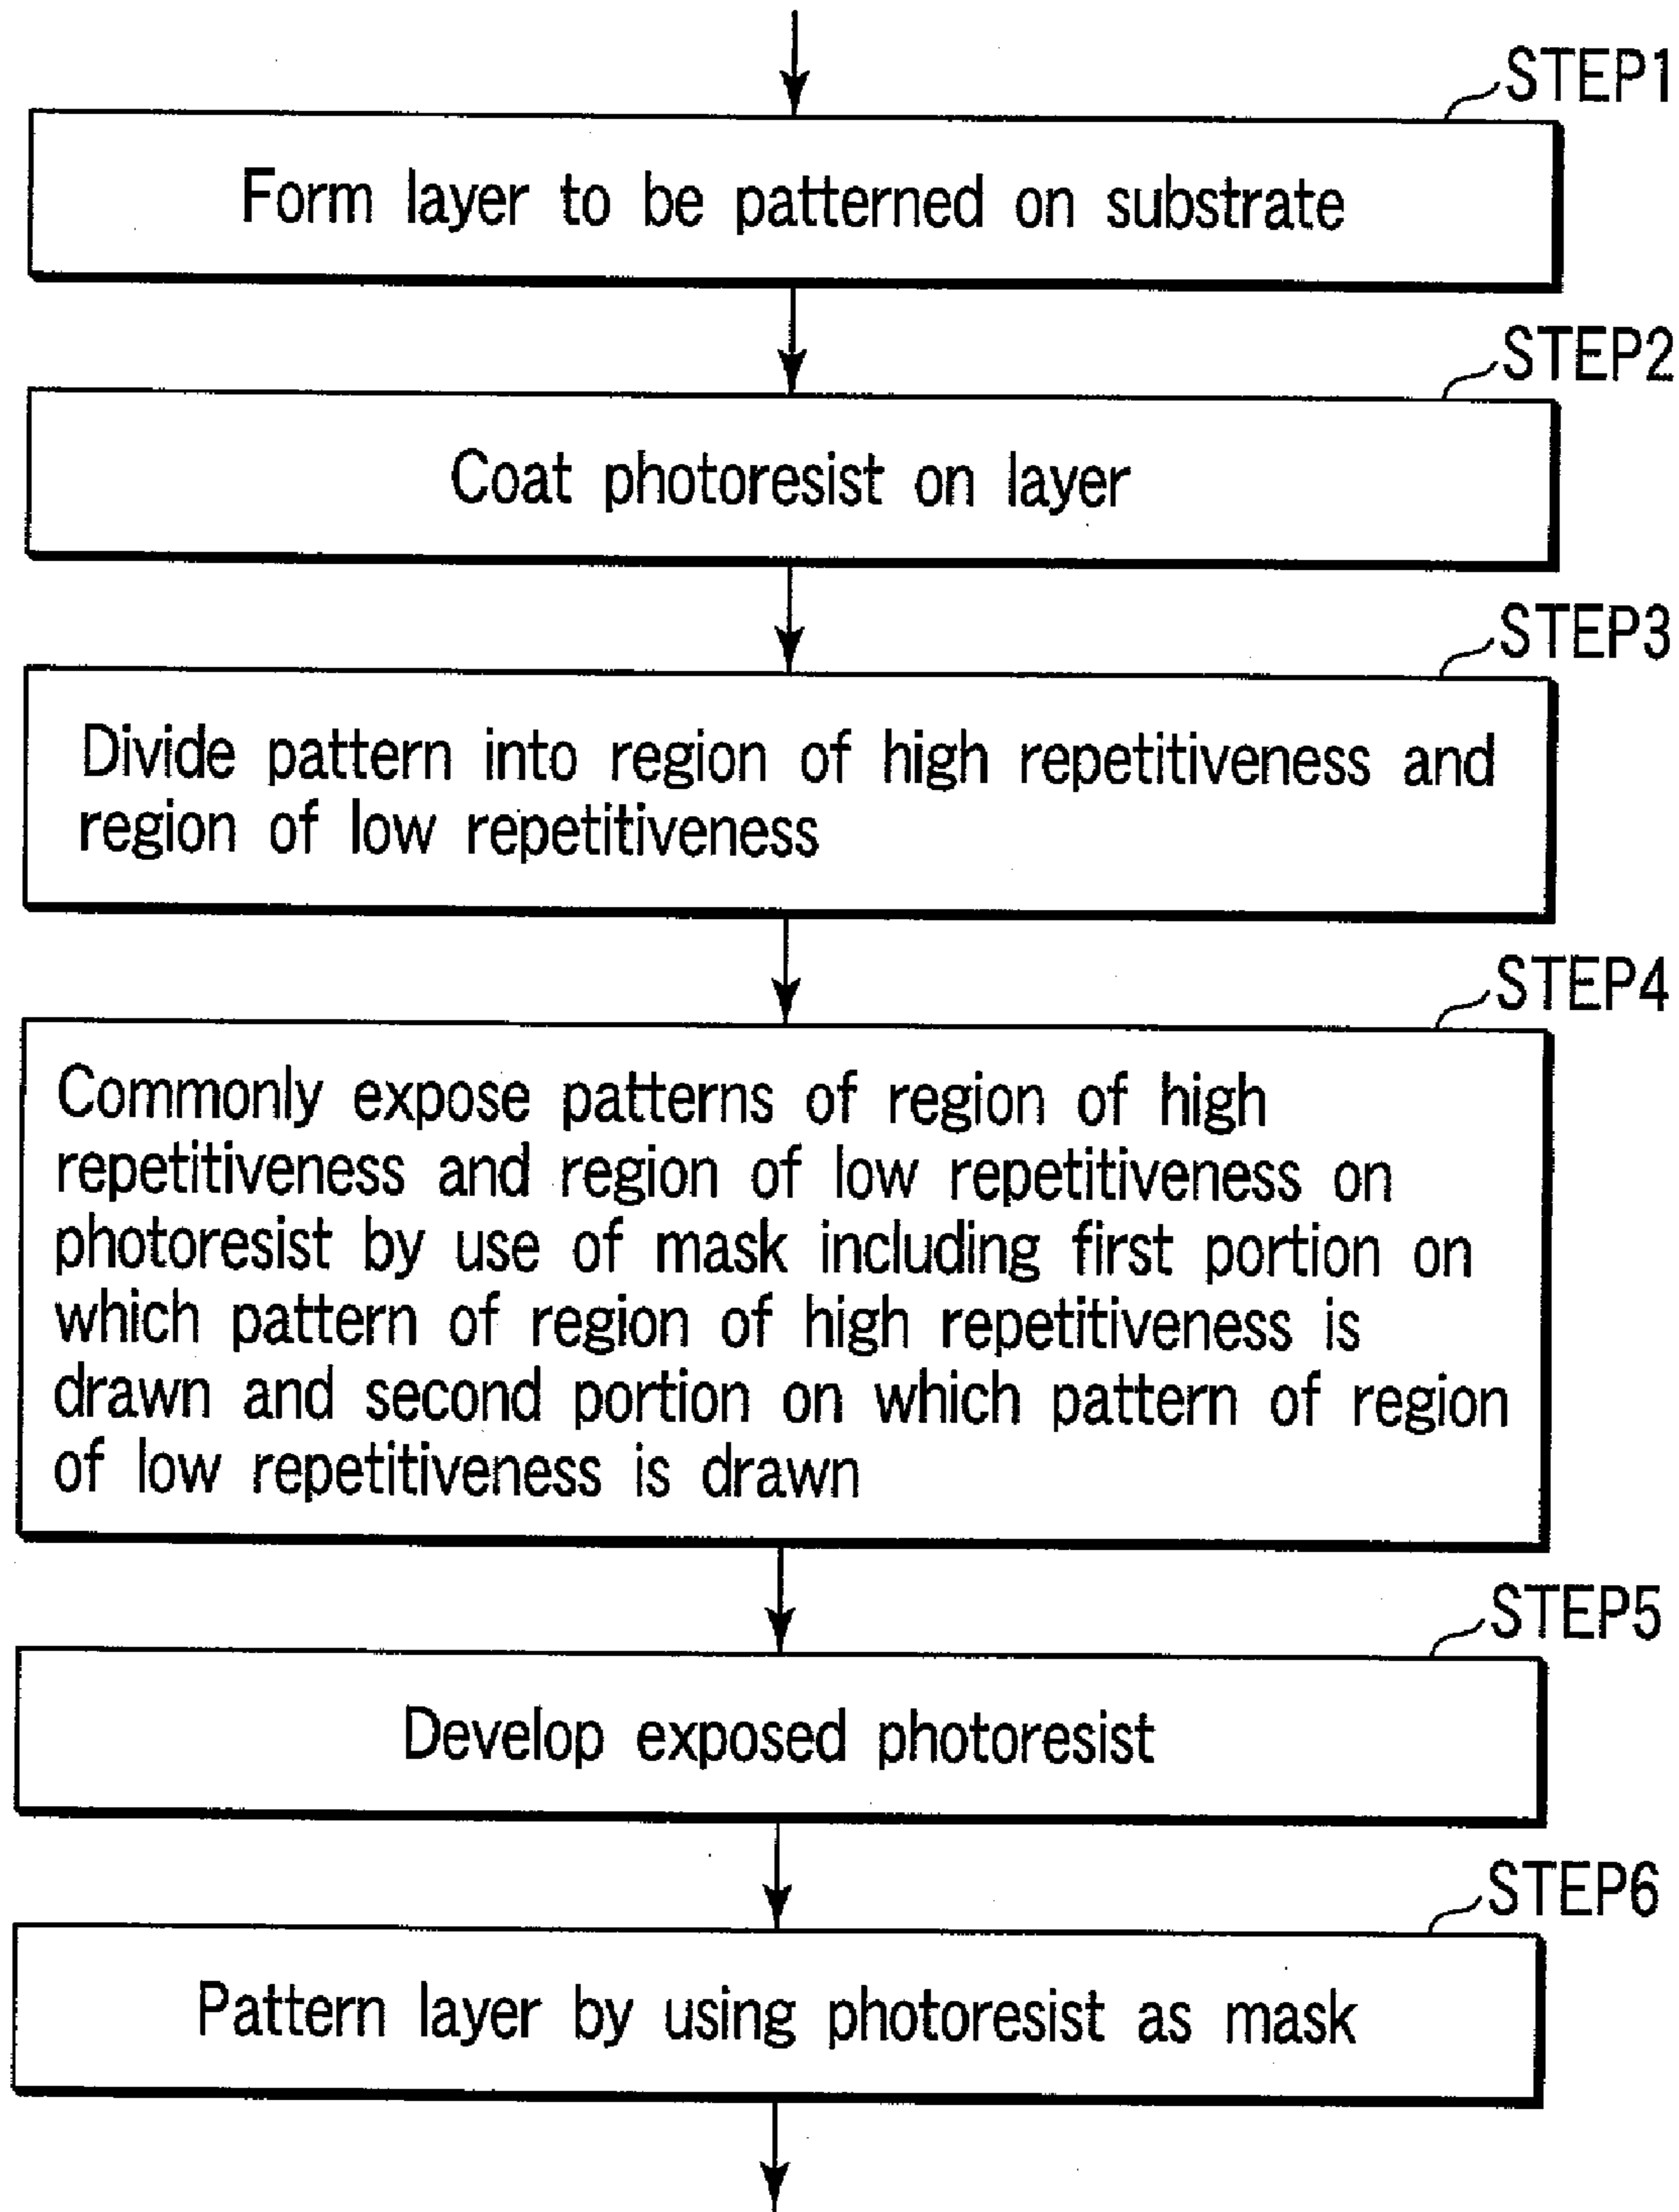 STEP1
Form layer to be patterned on substrate
STEP2
Coat photoresist on layer
STEP3
Divide pattern into region of high repetitiveness and
region of low repetitiveness
STEP4
Commonly expose patterns of region of high
repetitiveness and region of low repetitiveness on
photoresist by use of mask including first portion on
which pattern of region of high repetitiveness is
drawn and second portion on which pattern of region
of low repetitiveness is drawn
STEP5
Develop exposed photoresist
STEP6
Pattern layer by using photoresist as mask